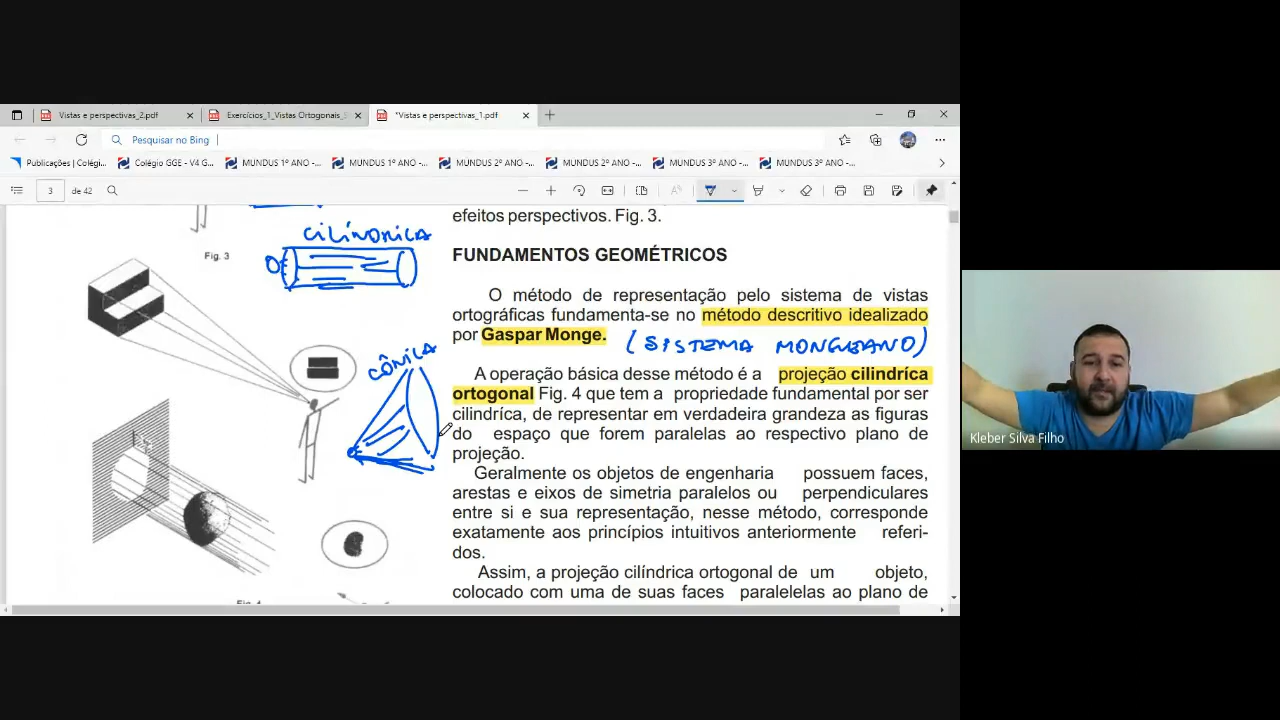 Vistas e perspectivas_2.pdf
Exercícios_1_Vistas Ortogonais_
*Vistas e perspectivas_1.pdf
Pesquisar no Bing
Publicações | Colégi...
Colégio GGE - V4 G...
MUNDUS 1º ANO -...
MUNDUS 1º ANO -...
MUNDUS 2º ANO -...
MUNDUS 2º ANO -...
MUNDUS 3º ANO -...
MUNDUS 3º ANO -...
3
de 42
efeitos perspectivos. Fig. 3.
CILÍNDRICA
Fig. 3
FUNDAMENTOS GEOMÉTRICOS
O método de representação pelo sistema de vistas
ortográficas fundamenta-se no método descritivo idealizado
por Gaspar Monge.
(SISTEMA MONGEANO)
CÔNICA
A operação básica desse método é a projeção cilindríca
ortogonal Fig. 4 que tem a propriedade fundamental por ser
cilindríca, de representar em verdadeira grandeza as figuras
do espaço que forem paralelas ao respectivo plano de
projeção.
Geralmente os objetos de engenharia possuem faces,
arestas e eixos de simetria paralelos ou perpendiculares
entre si e sua representação, nesse método, corresponde
exatamente aos princípios intuitivos anteriormente referi-
dos.
Assim, a projeção cilíndrica ortogonal de um objeto,
colocado com uma de suas faces paralelelas ao plano de
Kleber Silva Filho